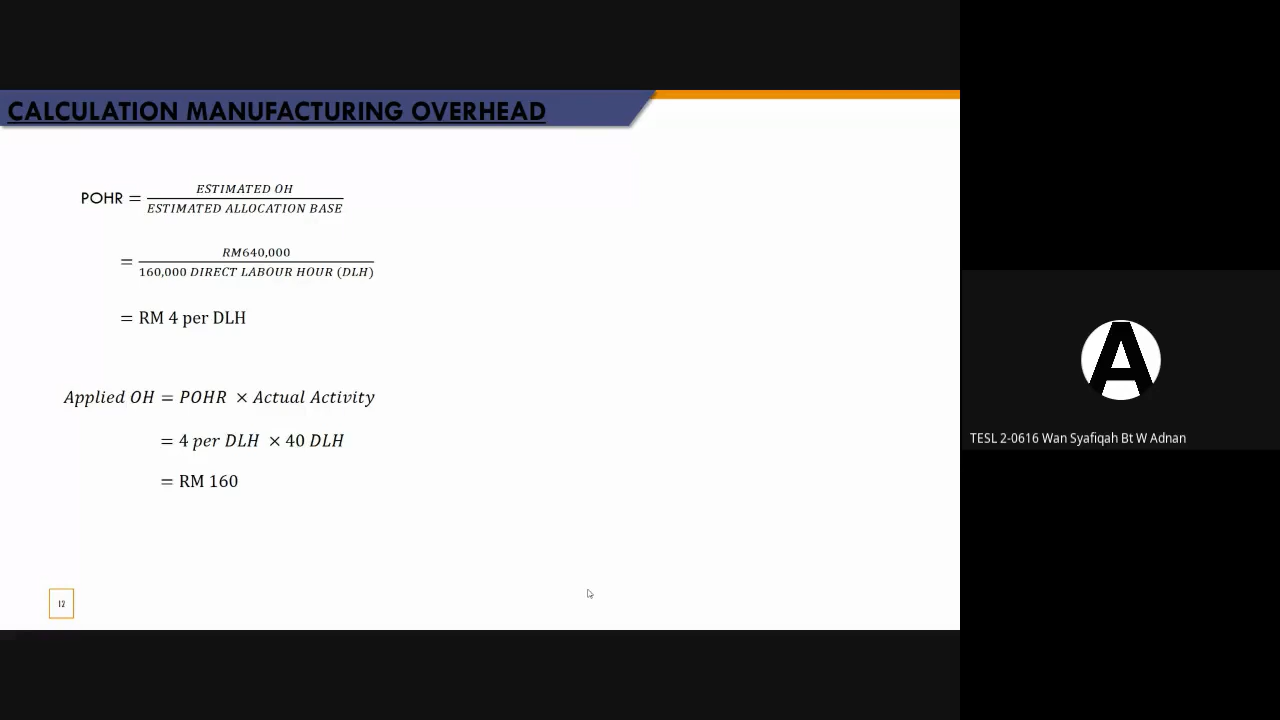 CALCULATION MANUFACTURING OVERHEAD
POHR = ESTIMATED OH / ESTIMATED ALLOCATION BASE
= RM640,000 / 160,000 DIRECT LABOUR HOUR (DLH)
= RM 4 per DLH
Applied OH = POHR × Actual Activity
= 4 per DLH × 40 DLH
= RM 160
12
A
TESL 2-0616 Wan Syafiqah Bt W Adnan